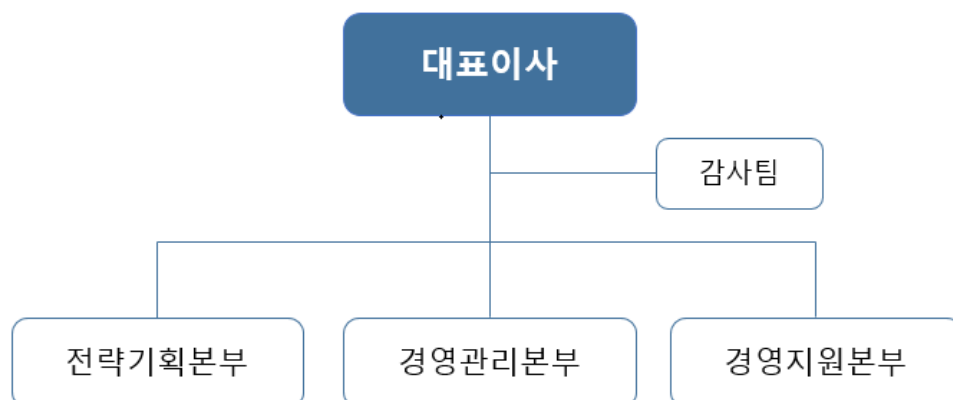 대표이사
감사팀
전략기획본부
경영관리본부
경영지원본부